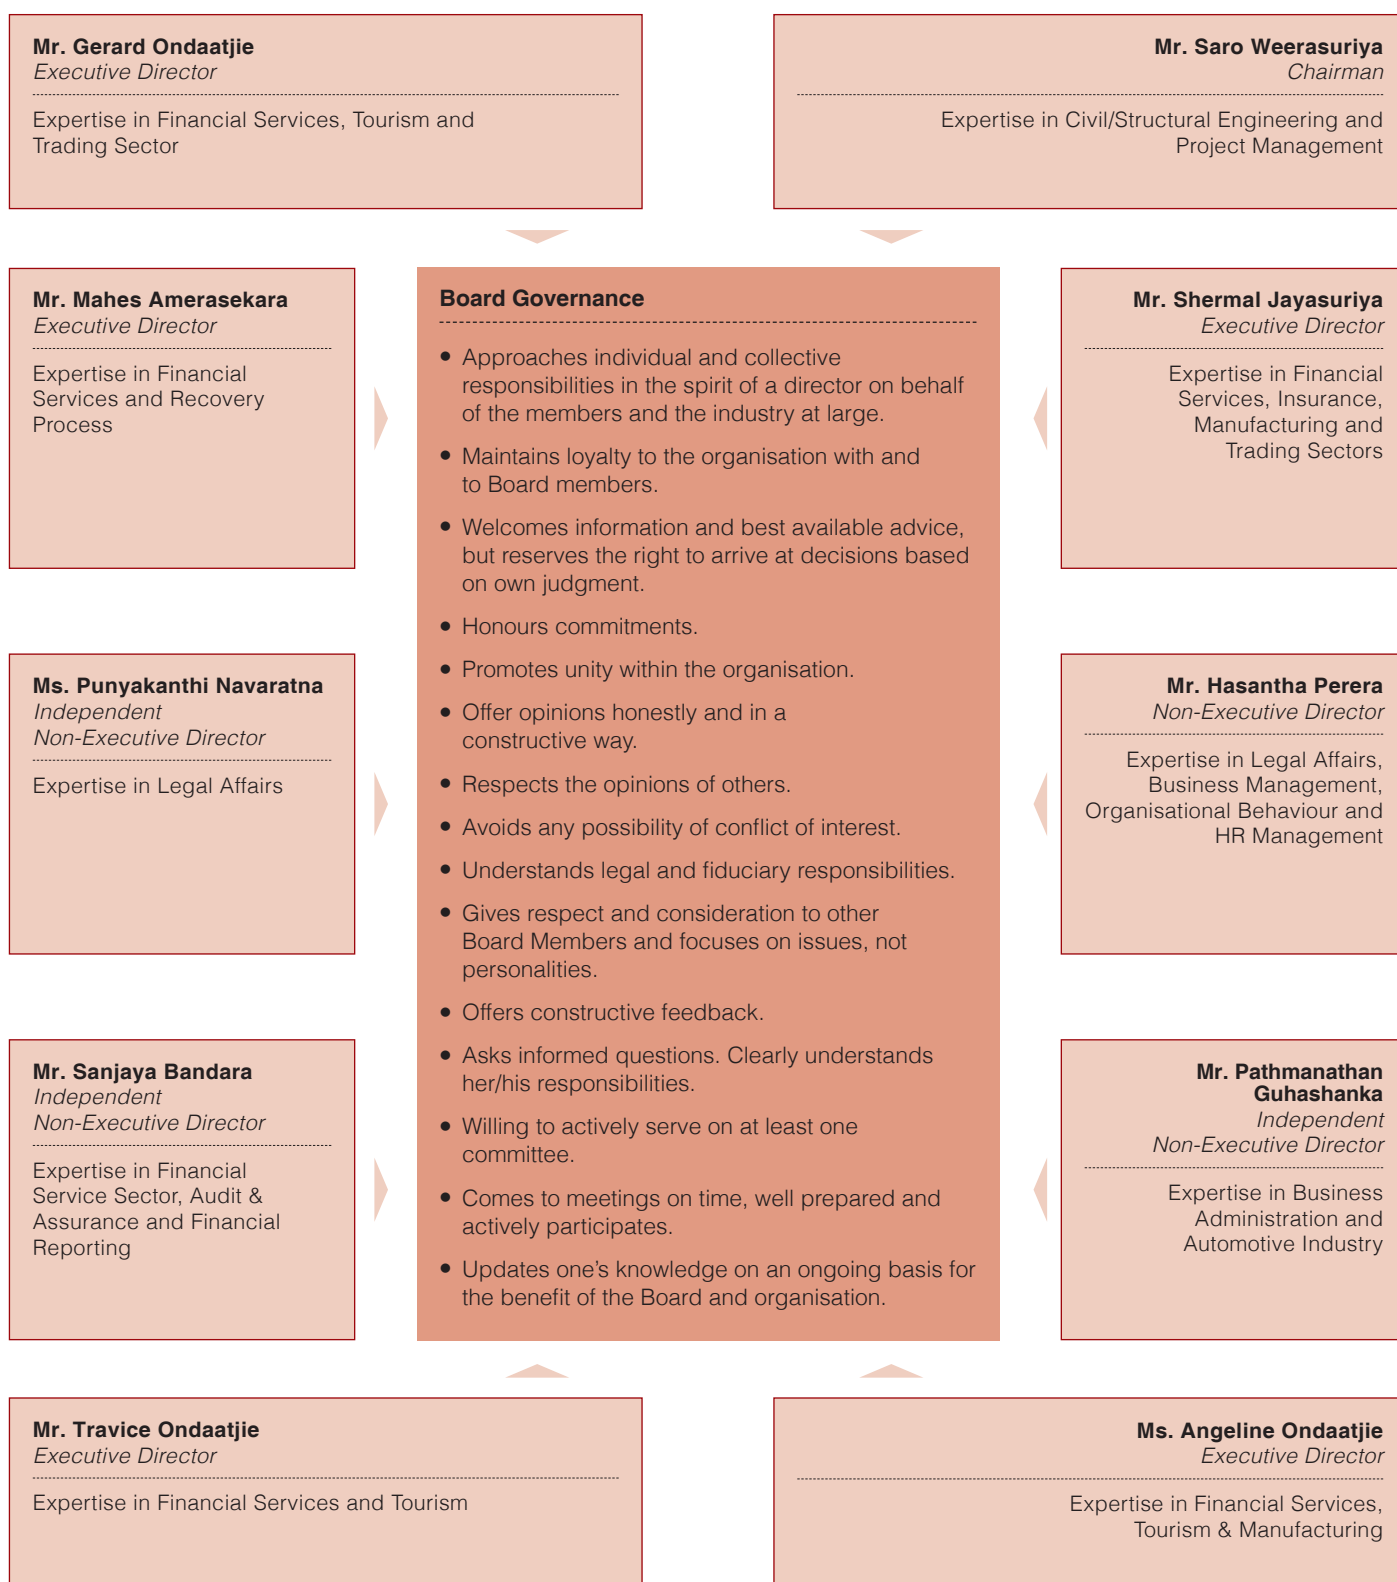 Mr. Gerard Ondaatjie
Executive Director
Expertise in Financial Services, Tourism and
Trading Sector
Mr. Saro Weerasuriya
Chairman
Expertise in Civil/Structural Engineering and
Project Management
Mr. Mahes Amerasekara
Executive Director
Expertise in Financial
Services and Recovery
Process
Board Governance
• Approaches individual and collective
responsibilities in the spirit of a director on behalf
of the members and the industry at large.
• Maintains loyalty to the organisation with and
to Board members.
• Welcomes information and best available advice,
but reserves the right to arrive at decisions based
on own judgment.
• Honours commitments.
• Promotes unity within the organisation.
• Offer opinions honestly and in a
constructive way.
• Respects the opinions of others.
• Avoids any possibility of conflict of interest.
• Understands legal and fiduciary responsibilities.
• Gives respect and consideration to other
Board Members and focuses on issues, not
personalities.
• Offers constructive feedback.
• Asks informed questions. Clearly understands
her/his responsibilities.
• Willing to actively serve on at least one
committee.
• Comes to meetings on time, well prepared and
actively participates.
• Updates one’s knowledge on an ongoing basis for
the benefit of the Board and organisation.
Mr. Shermal Jayasuriya
Executive Director
Expertise in Financial
Services, Insurance,
Manufacturing and
Trading Sectors
Ms. Punyakanthi Navaratna
Independent
Non-Executive Director
Expertise in Legal Affairs
Mr. Hasantha Perera
Non-Executive Director
Expertise in Legal Affairs,
Business Management,
Organisational Behaviour and
HR Management
Mr. Sanjaya Bandara
Independent
Non-Executive Director
Expertise in Financial
Service Sector, Audit &
Assurance and Financial
Reporting
Mr. Pathmanathan
Guhashanka
Independent
Non-Executive Director
Expertise in Business
Administration and
Automotive Industry
Mr. Travice Ondaatjie
Executive Director
Expertise in Financial Services and Tourism
Ms. Angeline Ondaatjie
Executive Director
Expertise in Financial Services,
Tourism & Manufacturing